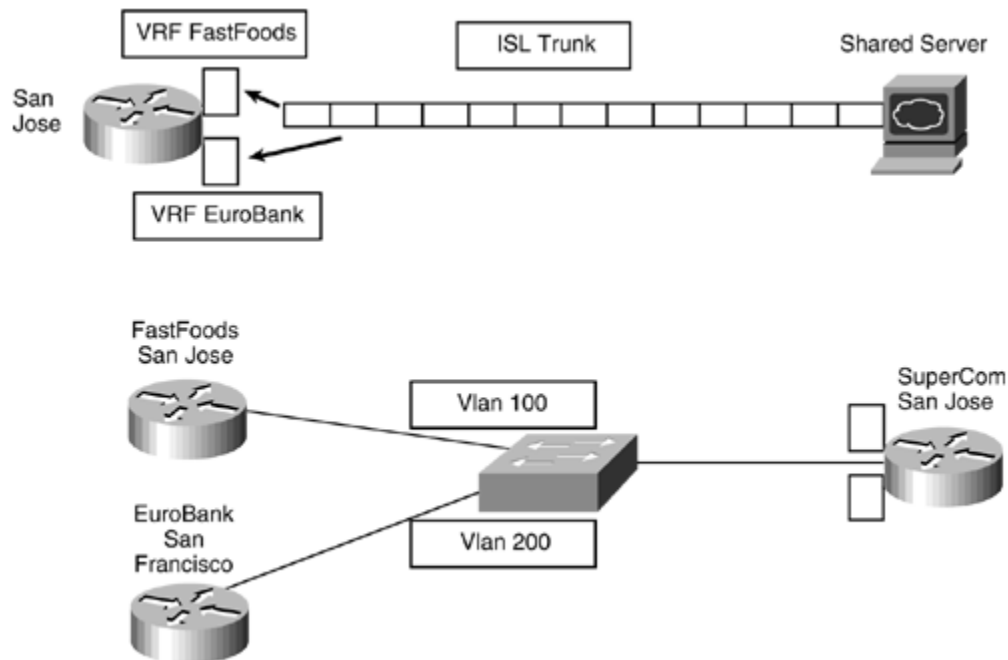 VRF FastFoods
ISL Trunk
Shared Server
San
Jose
VRF EuroBank
FastFoods
San Jose
Vlan 100
SuperCom
San Jose
EuroBank
San
Francisco
Vlan 200